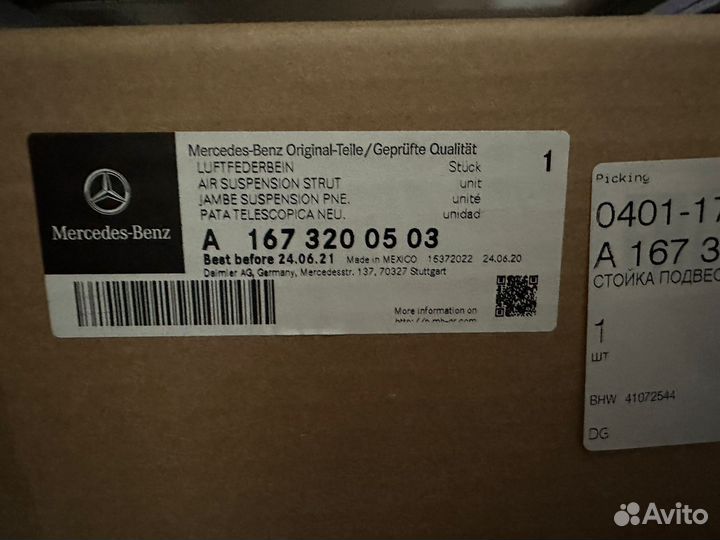 Mercedes-Benz
Mercedes-Benz Original-Teile/Geprüfte Qualität
LUFTFEDERBEIN Stück 1
AIR SUSPENSION STRUT unit
JAMBE SUSPENSION PNE. unité
PATA TELESCOPICA NEU. unidad
A 167 320 05 03
Best before 24.06.21 Made in MEXICO 15372022 24.06.20
Daimler AG, Germany, Mercedesstr. 137, 70327 Stuttgart
More information on
Picking
0401-17
A 167 3
СТОЙКА ПОДВЕС
1
шт
BHW 41072544
DG
Avito